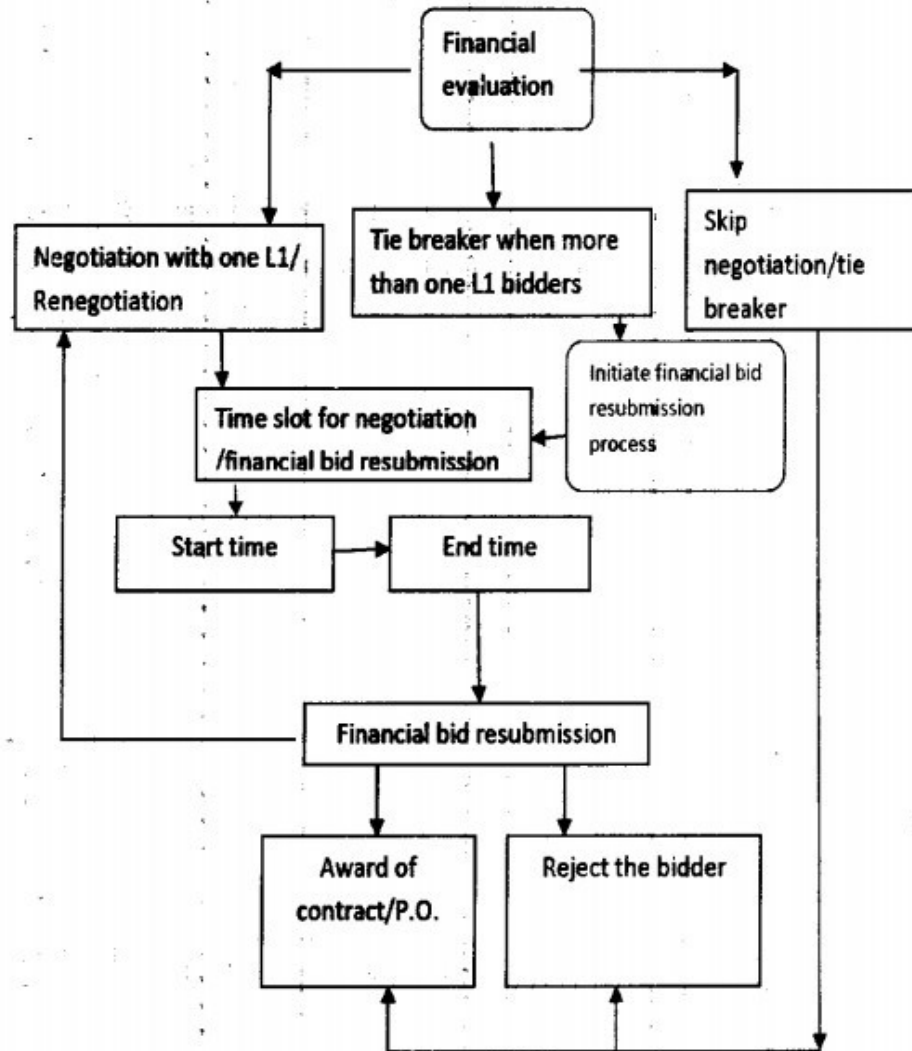 Financial
evaluation
Negotiation with one L1/
Renegotiation
Tie breaker when more
than one L1 bidders
Skip
negotiation/tie
breaker
Initiate financial bid
resubmission
process
Time slot for negotiation
/financial bid resubmission
Start time
End time
Financial bid resubmission
Award of
contract/P.O.
Reject the bidder